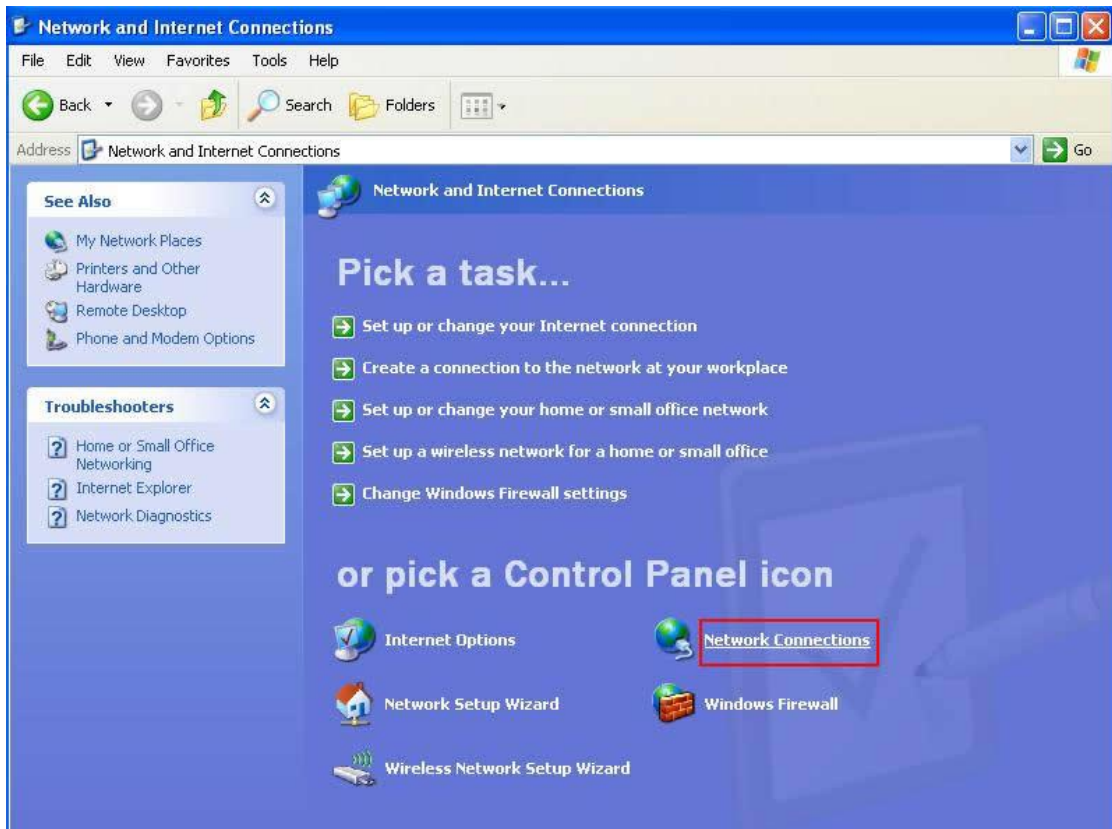 Network and Internet Connections
File Edit View Favorites Tools Help
Back Search Folders
Address Network and Internet Connections Go
See Also
My Network Places
Printers and Other
Hardware
Remote Desktop
Phone and Modem Options
Troubleshooters
Home or Small Office
Networking
Internet Explorer
Network Diagnostics
Network and Internet Connections
Pick a task...
Set up or change your Internet connection
Create a connection to the network at your workplace
Set up or change your home or small office network
Set up a wireless network for a home or small office
Change Windows Firewall settings
or pick a Control Panel icon
Internet Options
Network Connections
Network Setup Wizard
Windows Firewall
Wireless Network Setup Wizard